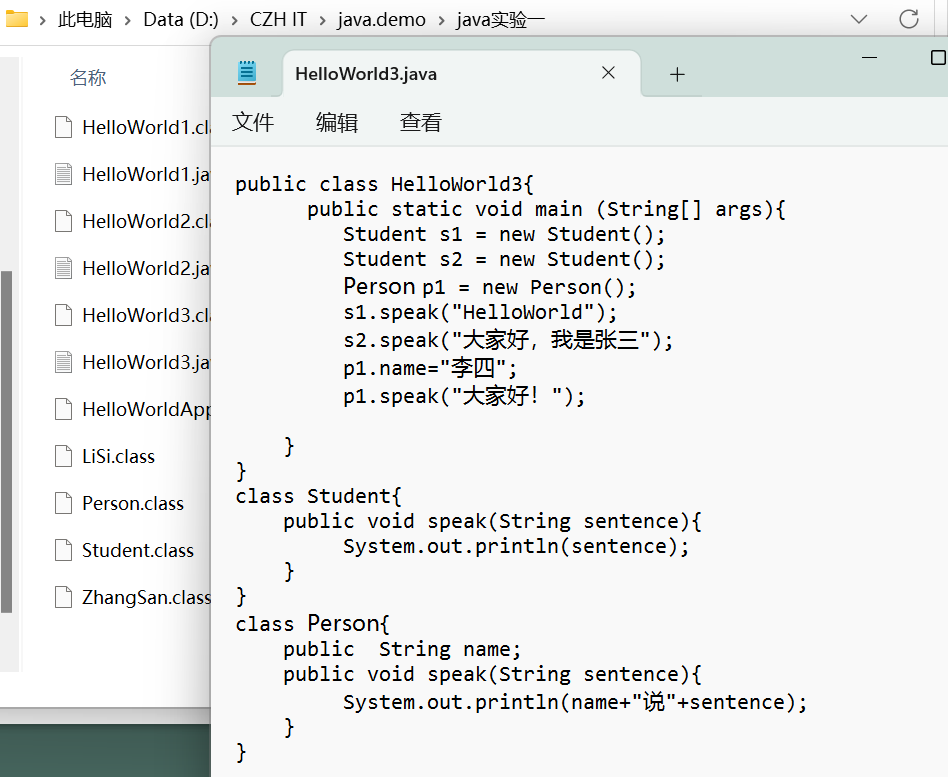 此电脑 > Data (D:) > CZH IT > java.demo > java实验一
名称
HelloWorld1.cla
HelloWorld1.ja
HelloWorld2.cl
HelloWorld2.ja
HelloWorld3.cl
HelloWorld3.ja
HelloWorldApp
LiSi.class
Person.class
Student.class
ZhangSan.class
HelloWorld3.java
文件 编辑 查看
public class HelloWorld3{
public static void main (String[] args){
Student s1 = new Student();
Student s2 = new Student();
Person p1 = new Person();
s1.speak("HelloWorld");
s2.speak("大家好，我是张三");
p1.name="李四";
p1.speak("大家好！");
}
}
class Student{
public void speak(String sentence){
System.out.println(sentence);
}
}
class Person{
public  String name;
public void speak(String sentence){
System.out.println(name+"说"+sentence);
}
}